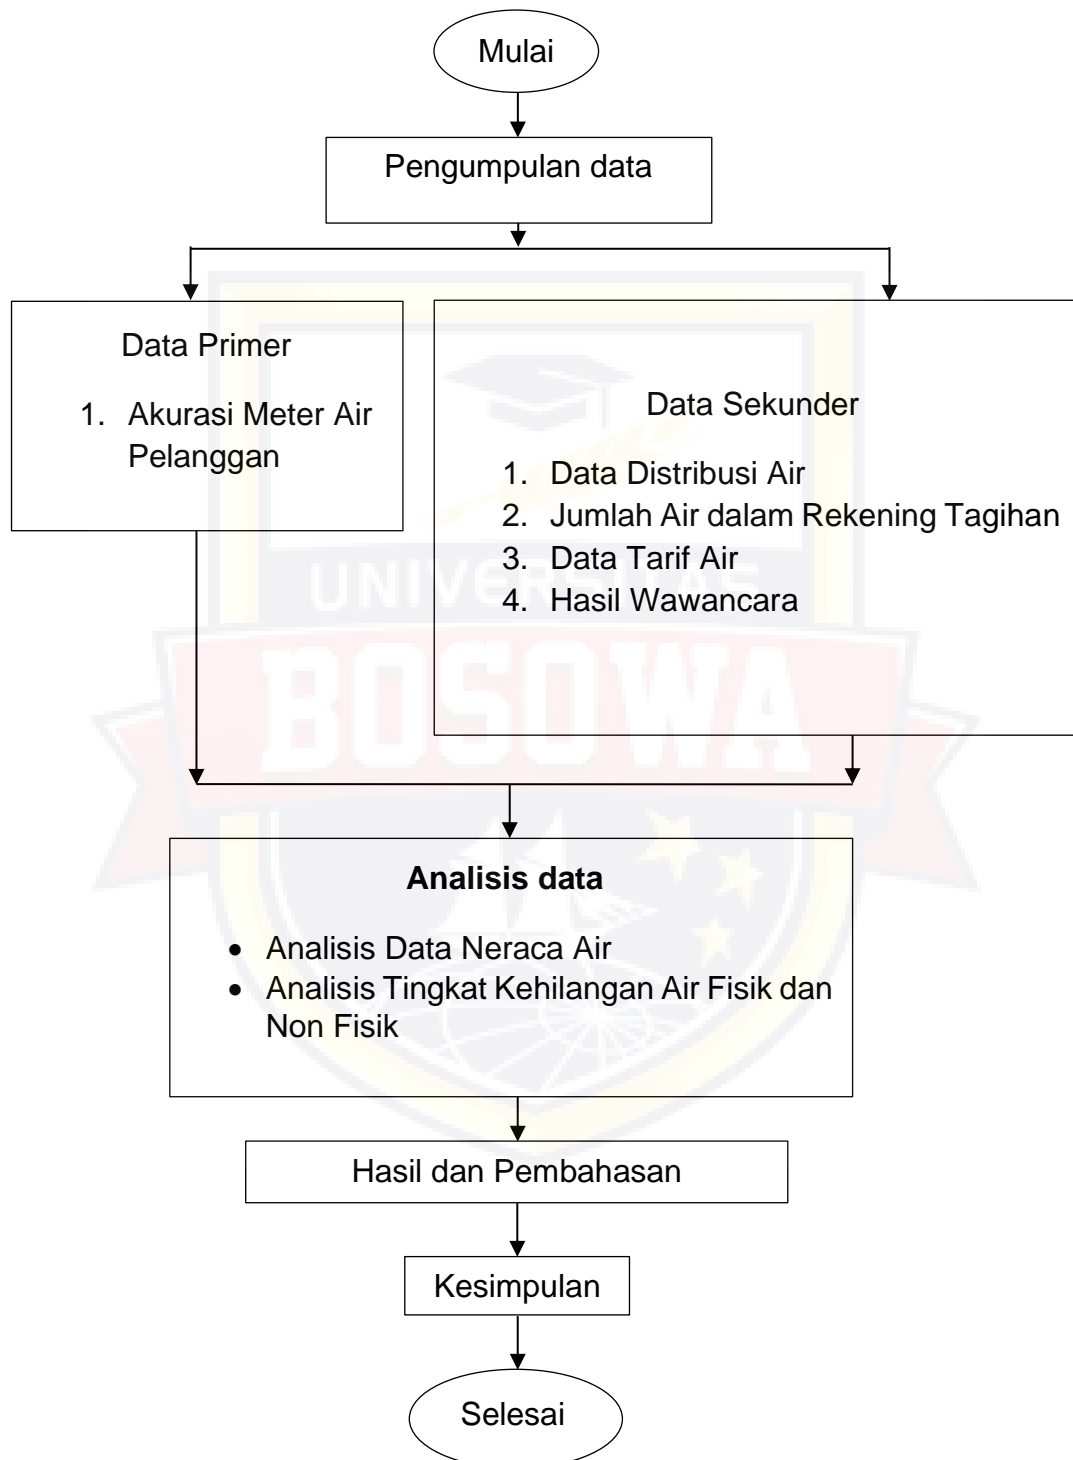 Mulai
Pengumpulan data
Data Primer
1. Akurasi Meter Air
Pelanggan
Data Sekunder
1. Data Distribusi Air
2. Jumlah Air dalam Rekening Tagihan
3. Data Tarif Air
4. Hasil Wawancara
UNIVERSITAS
BOSOWA
Analisis data
• Analisis Data Neraca Air
• Analisis Tingkat Kehilangan Air Fisik dan
Non Fisik
Hasil dan Pembahasan
Kesimpulan
Selesai